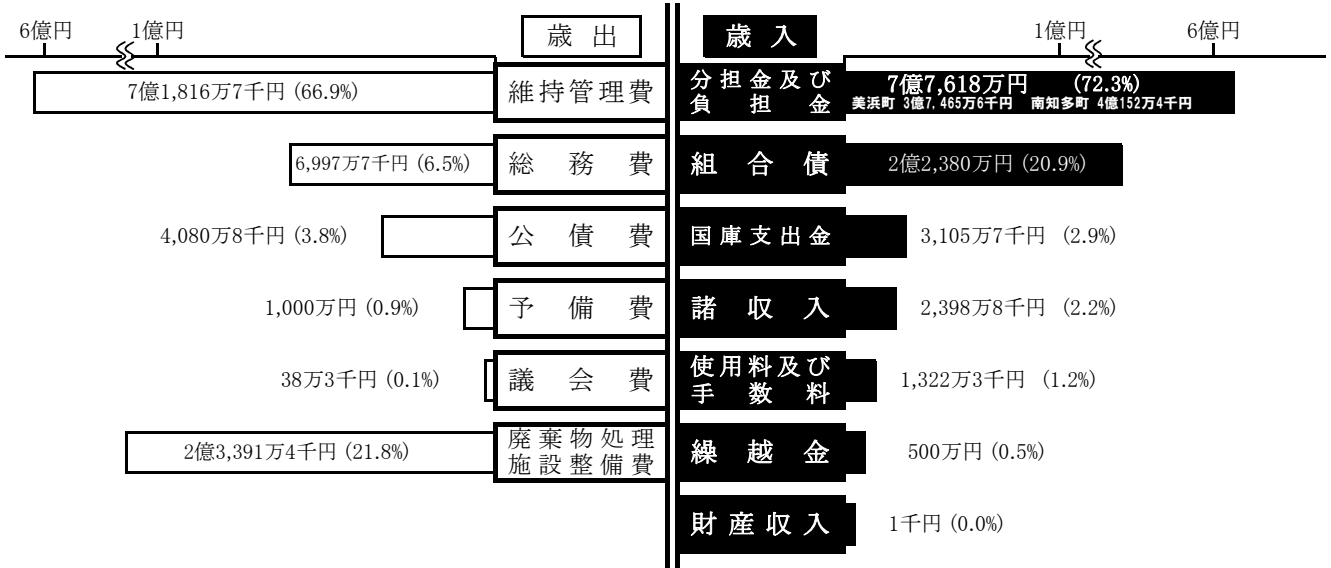 6億円 1億円
歳出
維持管理費
7億1,816万7千円 (66.9%)
総務費
6,997万7千円 (6.5%)
公債費
4,080万8千円 (3.8%)
予備費
1,000万円 (0.9%)
議会費
38万3千円 (0.1%)
廃棄物処理
施設整備費
2億3,391万4千円 (21.8%)
歳入
1億円 6億円
分担金及び
負担金
7億7,618万円 (72.3%)
美浜町 3億7,465万6千円 南知多町 4億152万4千円
組合債
2億2,380万円 (20.9%)
国庫支出金
3,105万7千円 (2.9%)
諸収入
2,398万8千円 (2.2%)
使用料及び
手数料
1,322万3千円 (1.2%)
繰越金
500万円 (0.5%)
財産収入
1千円 (0.0%)